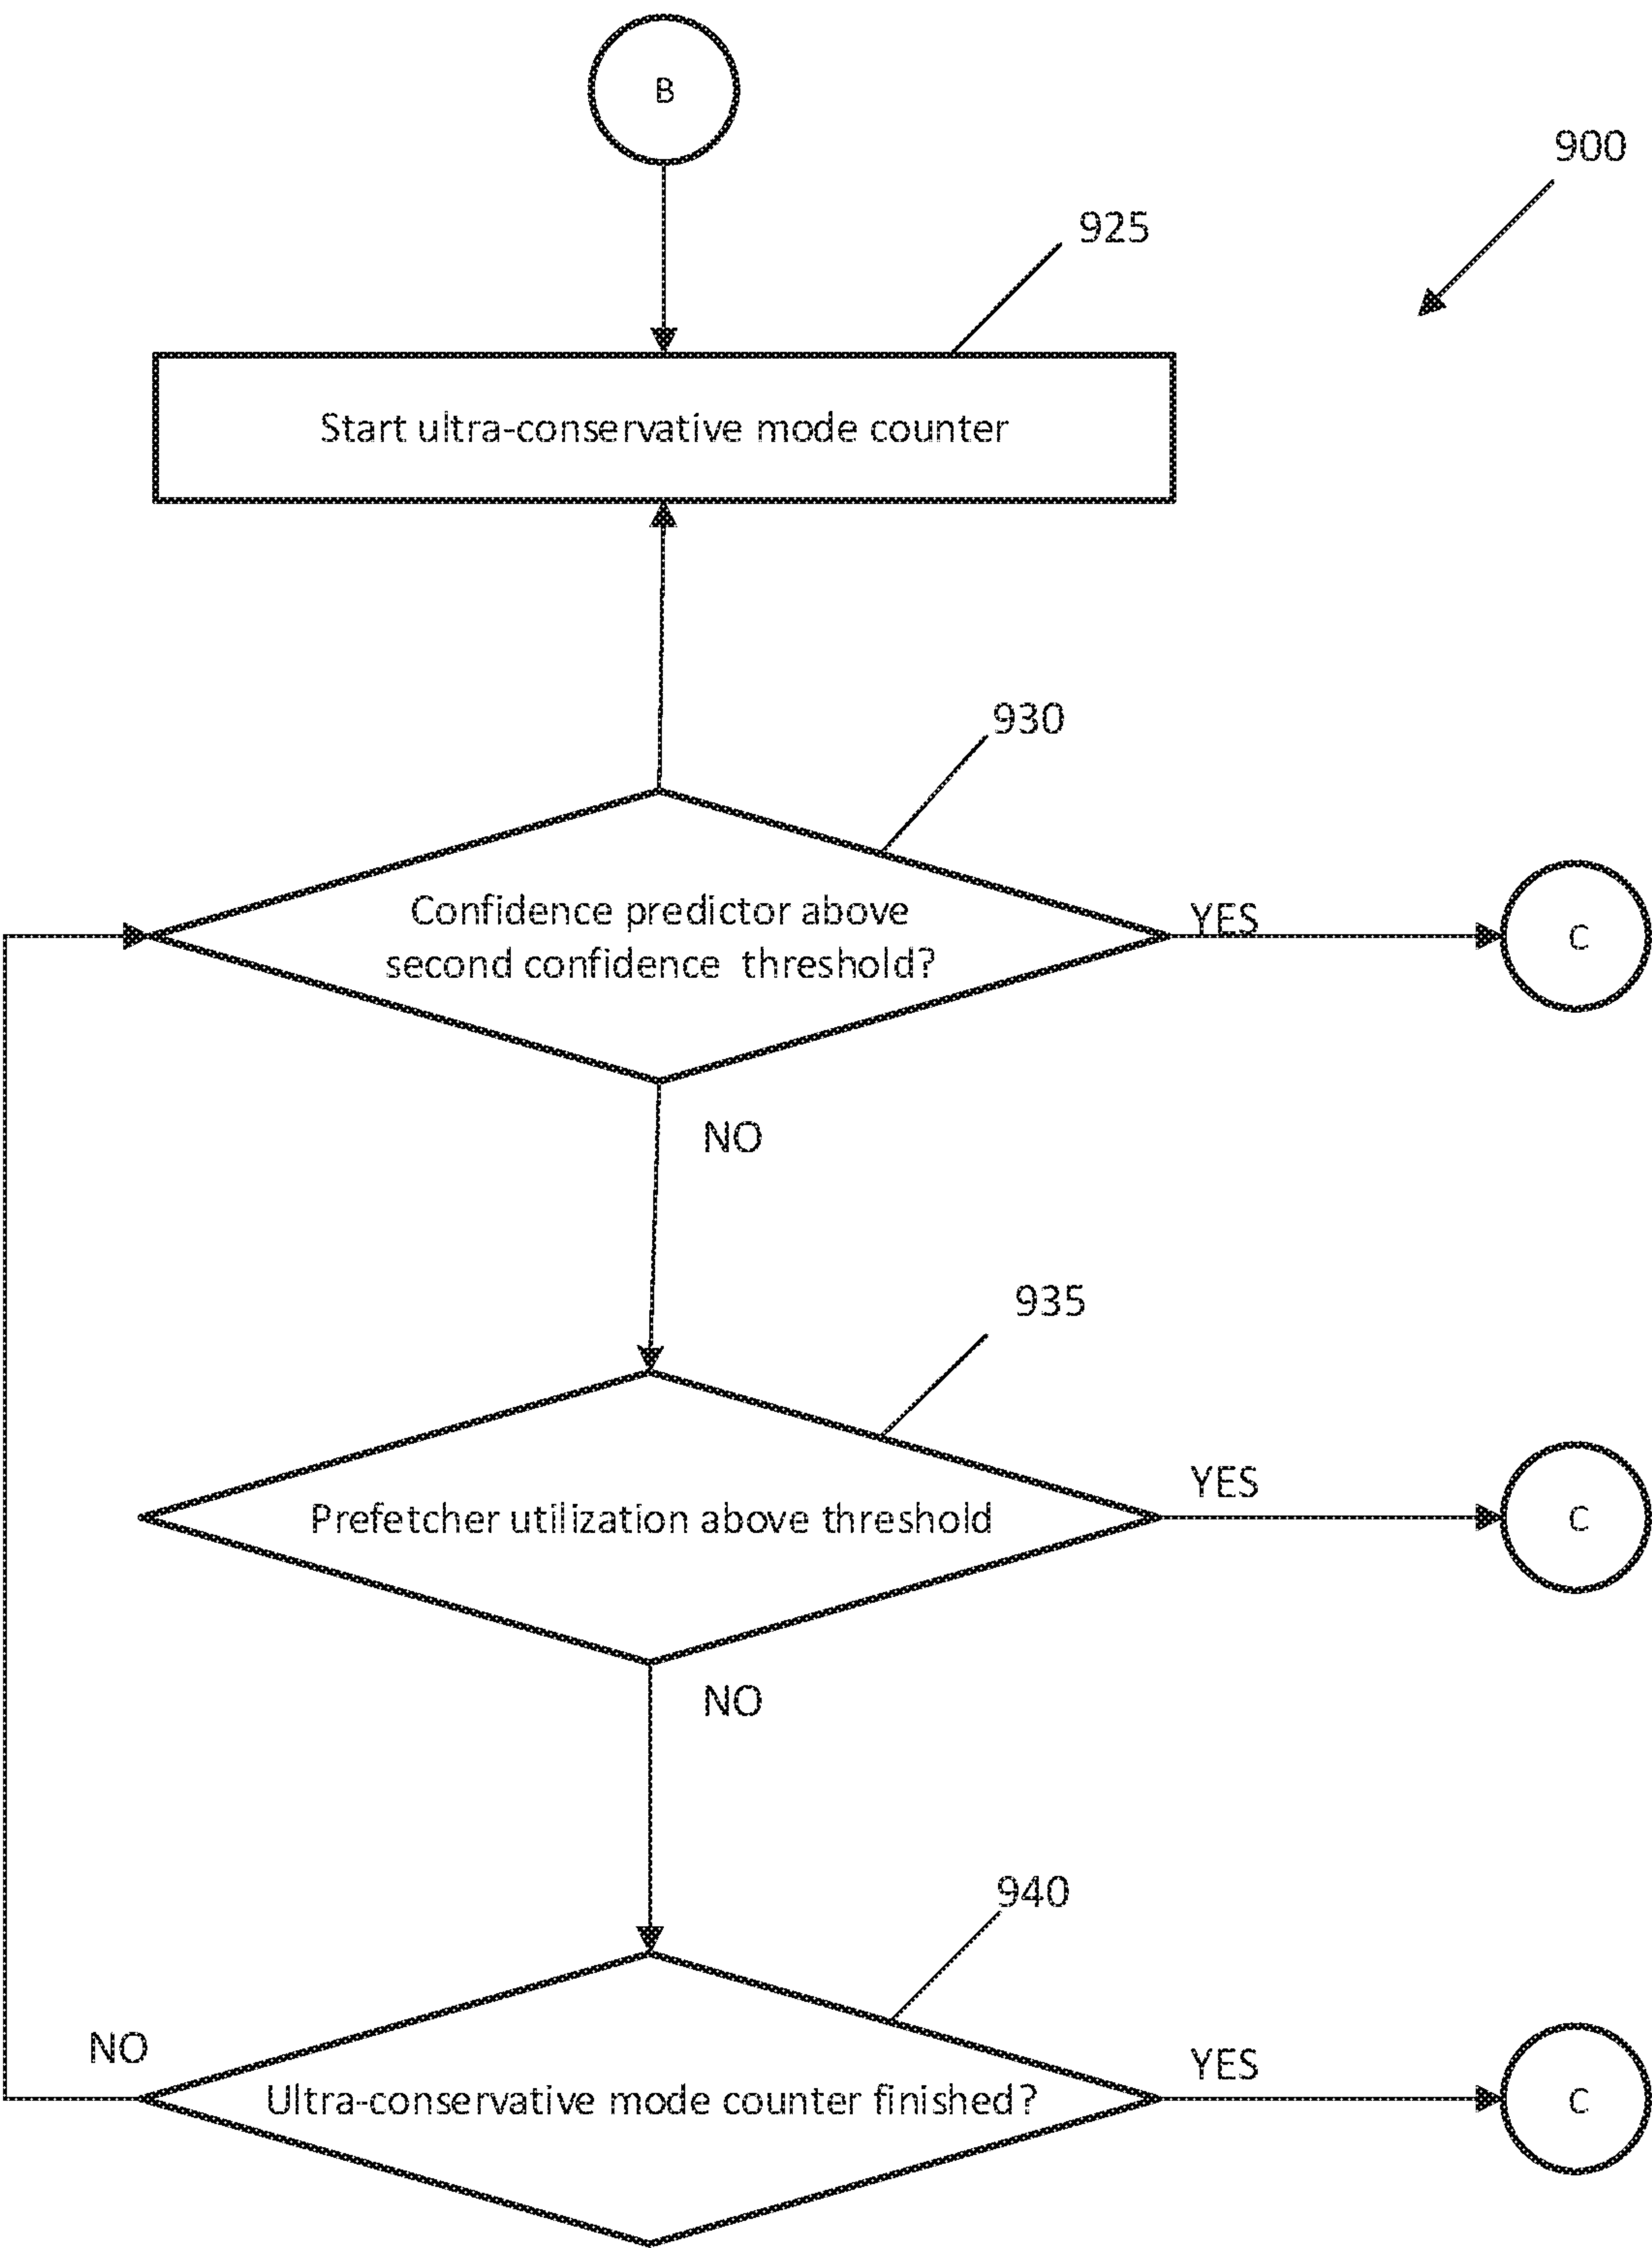 B
900
925
Start ultra-conservative mode counter
930
Confidence predictor above
second confidence threshold?
YES
C
NO
935
Prefetcher utilization above threshold
YES
C
NO
940
NO
Ultra-conservative mode counter finished?
YES
C